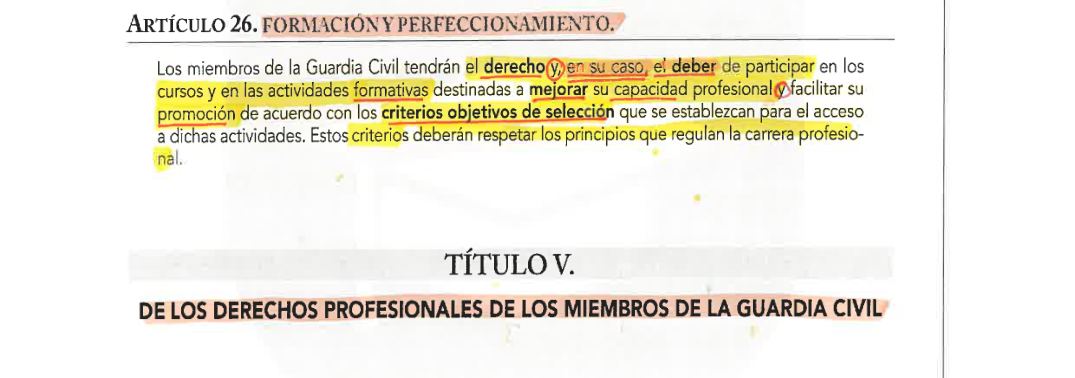 ARTÍCULO 26. FORMACIÓN Y PERFECCIONAMIENTO.
Los miembros de la Guardia Civil tendrán el derecho y, en su caso, el deber de participar en los
cursos y en las actividades formativas destinadas a mejorar su capacidad profesional y facilitar su
promoción de acuerdo con los criterios objetivos de selección que se establezcan para el acceso
a dichas actividades. Estos criterios deberán respetar los principios que regulan la carrera profesio-
nal.
TÍTULO V.
DE LOS DERECHOS PROFESIONALES DE LOS MIEMBROS DE LA GUARDIA CIVIL